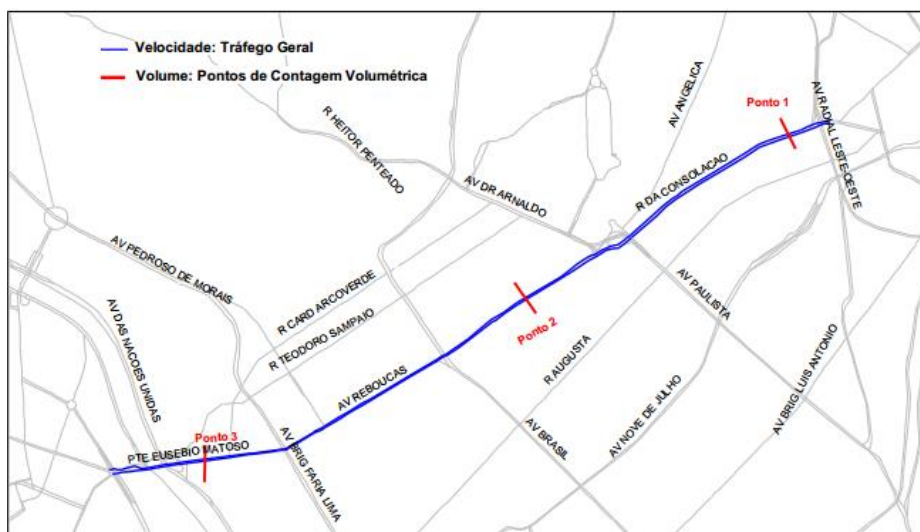 Velocidade: Tráfego Geral
Volume: Pontos de Contagem Volumétrica
Ponto 1
AV ANGELICA
AV RADIAL LESTE-OESTE
R HEITOR PENTEADO
R DA CONSOLACAO
AV DR ARNALDO
AV PEDROSO DE MORAIS
R CARD ARCOVERDE
AV PAULISTA
AV DAS NACOES UNIDAS
R TEODORO SAMPAIO
Ponto 2
R AUGUSTA
AV BRIG LUIS ANTONIO
AV REBOUCAS
AV NOVE DE JULHO
AV BRASIL
Ponto 3
PTE EUSEBIO MATOSO
AV BRIG FARIA LIMA